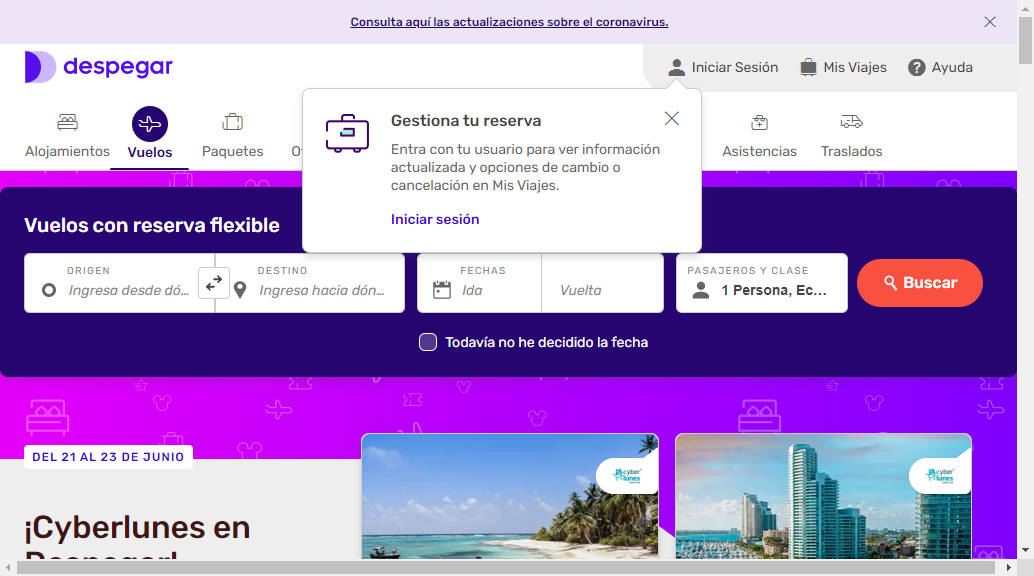 Consulta aquí las actualizaciones sobre el coronavirus.
despegar
Iniciar Sesión
Mis Viajes
Ayuda
Alojamientos
Vuelos
Paquetes
Asistencias
Traslados
Gestiona tu reserva
Entra con tu usuario para ver información
actualizada y opciones de cambio o
cancelación en Mis Viajes.
Iniciar sesión
Vuelos con reserva flexible
ORIGEN
Ingresa desde dó...
DESTINO
Ingresa hacia dón...
FECHAS
Ida
Vuelta
PASAJEROS Y CLASE
1 Persona, Ec...
Buscar
Todavía no he decidido la fecha
DEL 21 AL 23 DE JUNIO
cyber
lunes
cyber
lunes
¡Cyberlunes en
Despegar!